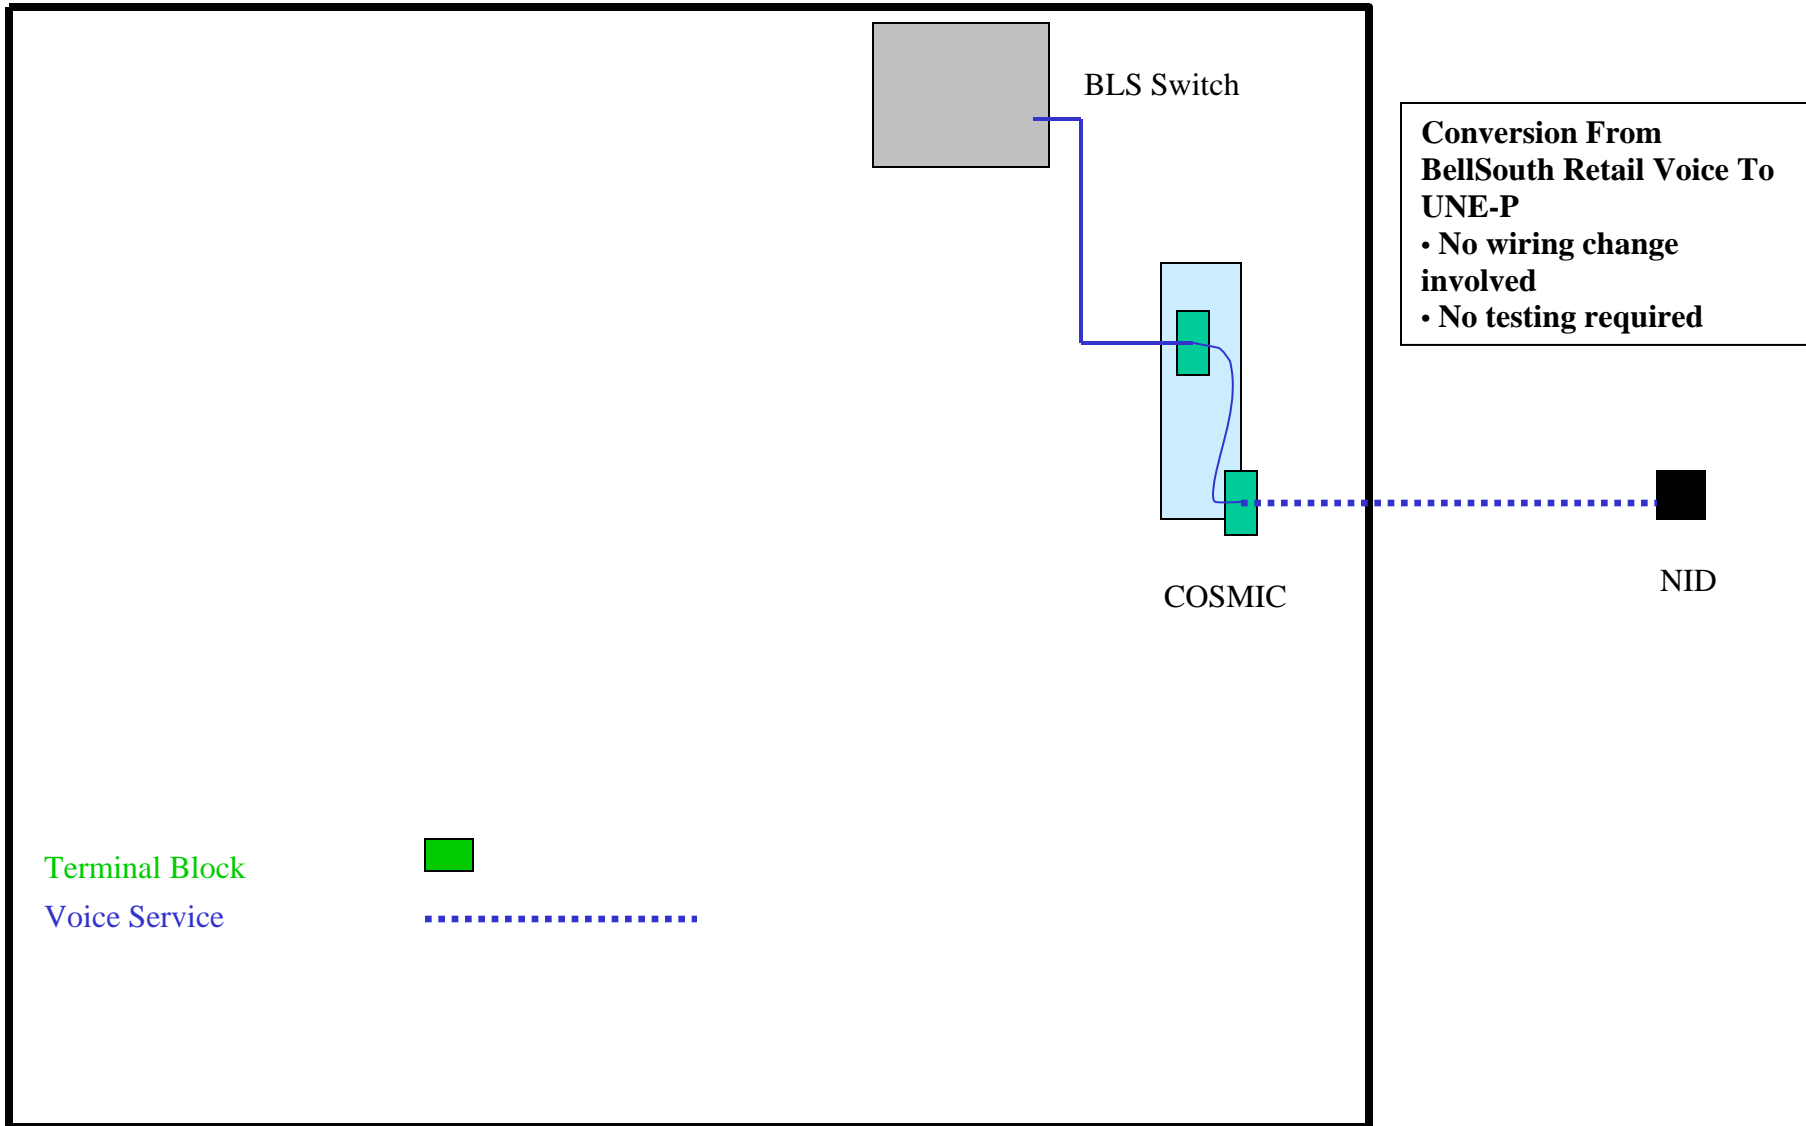 BLS Switch
Conversion From
BellSouth Retail Voice To
UNE-P
• No wiring change
involved
• No testing required
NID
COSMIC
Terminal Block
Voice Service